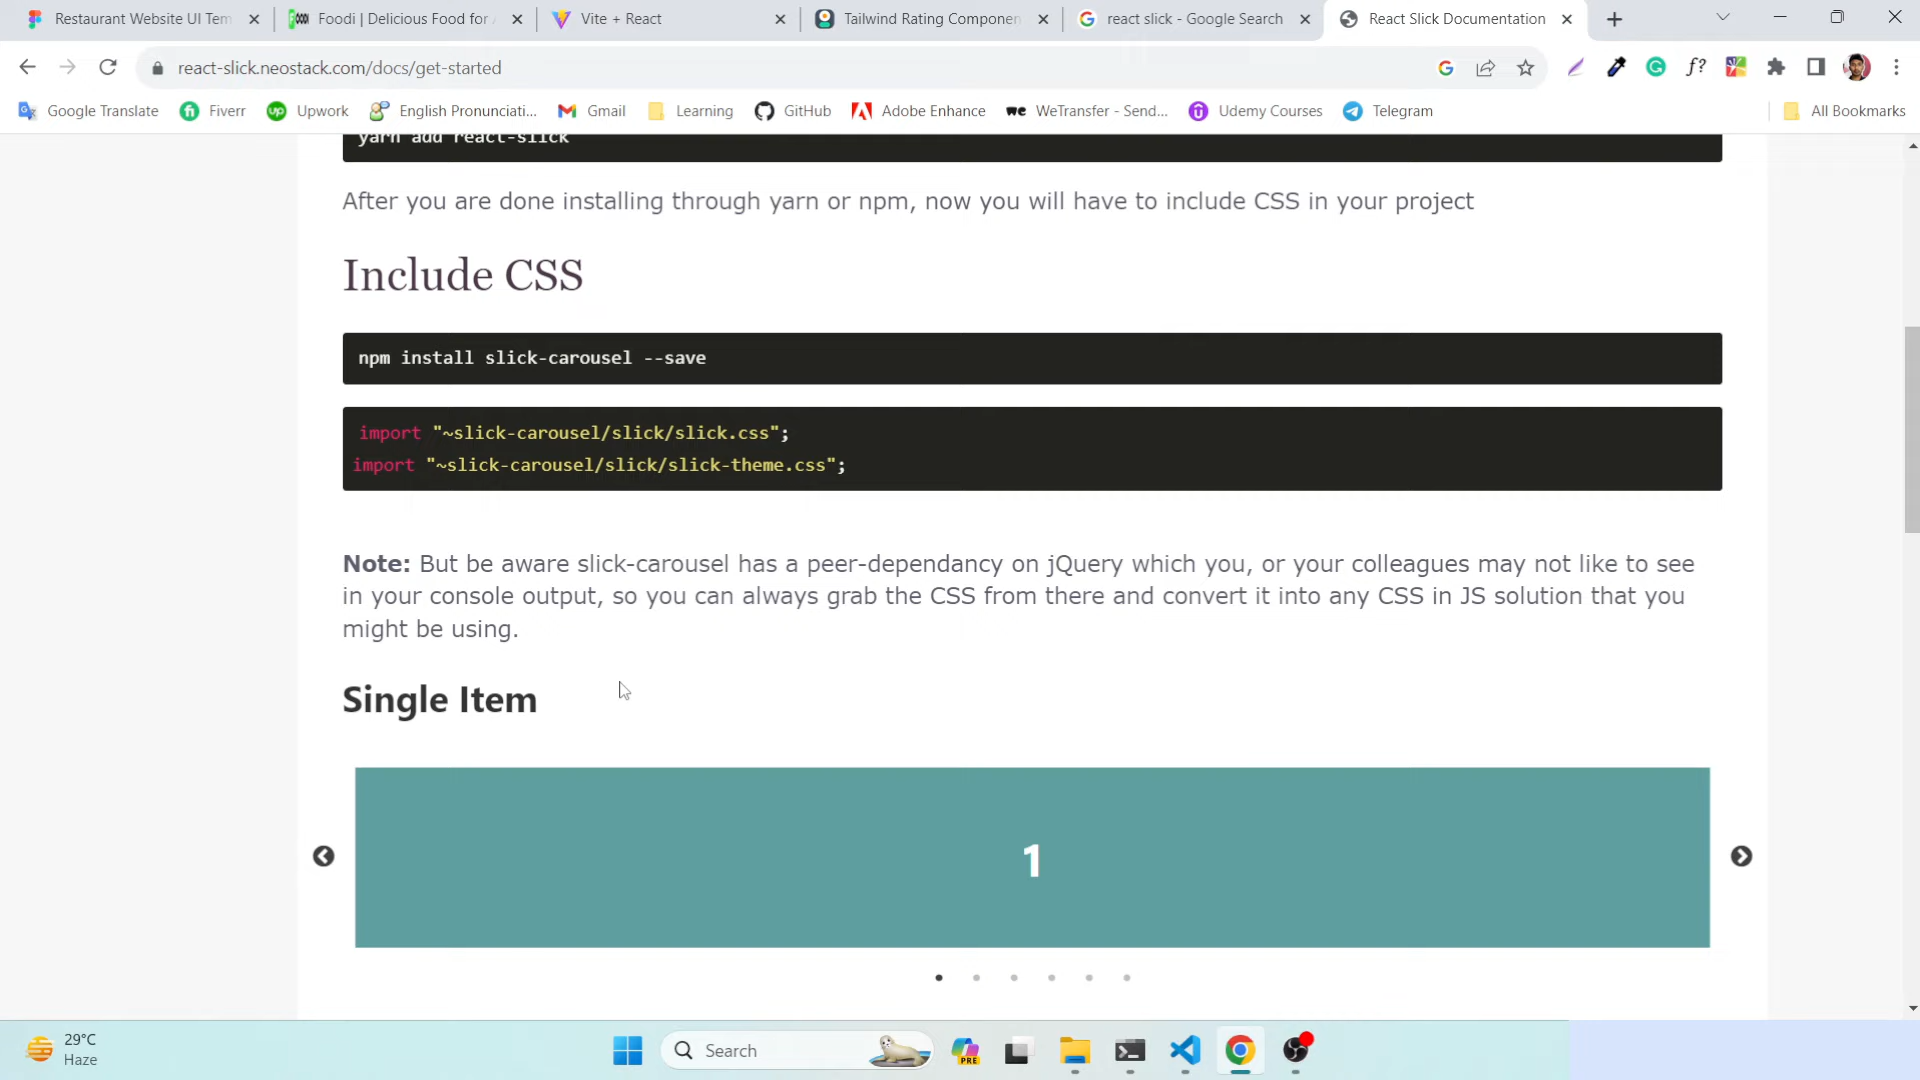 Restaurant Website UI Tem
Foodi | Delicious Food for A
Vite + React
Tailwind Rating Componen
react slick - Google Search
React Slick Documentation
react-slick.neostack.com/docs/get-started
f?
Google Translate
Fiverr
Upwork
English Pronunciati...
Gmail
Learning
GitHub
Adobe Enhance
WeTransfer - Send...
Udemy Courses
Telegram
All Bookmarks
yarn add react-slick
After you are done installing through yarn or npm, now you will have to include CSS in your project
Include CSS
npm install slick-carousel --save
import "~slick-carousel/slick/slick.css";
import "~slick-carousel/slick/slick-theme.css";
Note: But be aware slick-carousel has a peer-dependancy on jQuery which you, or your colleagues may not like to see
in your console output, so you can always grab the CSS from there and convert it into any CSS in JS solution that you
might be using.
Single Item
1
29°C
Haze
Search
PRE